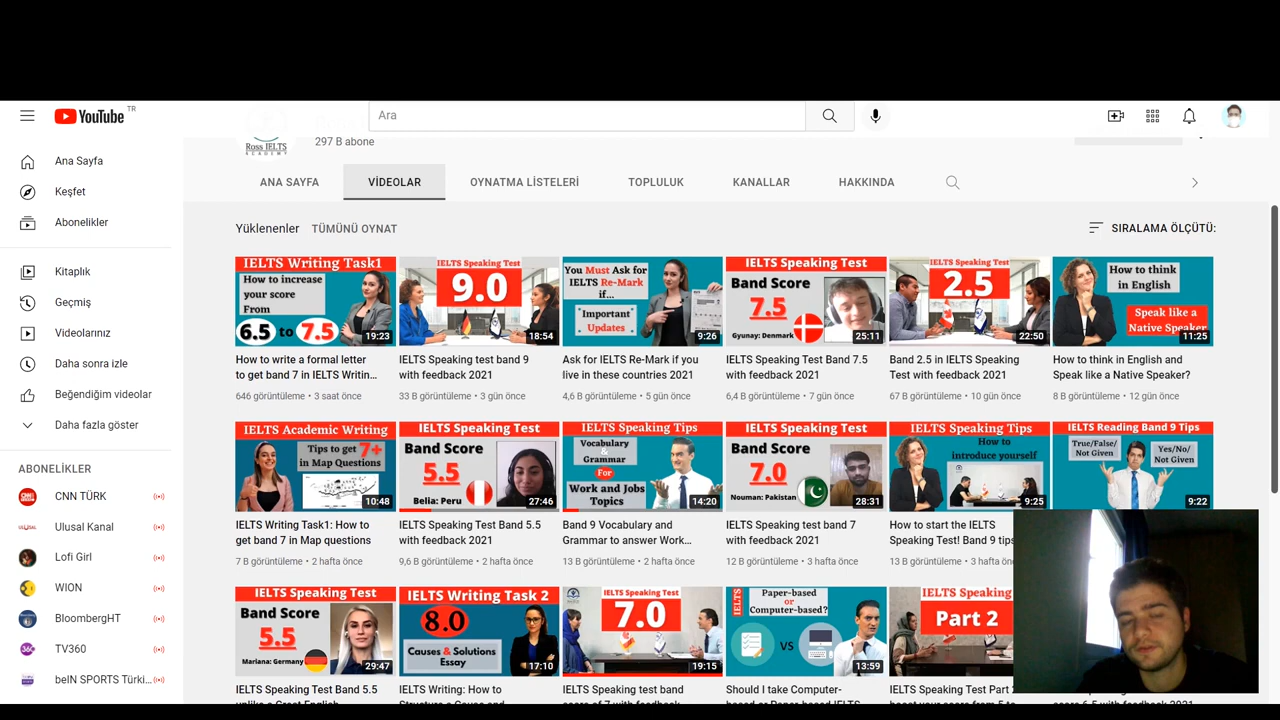 YouTube TR
Ara
Ross IELTS
ACADEMY
297 B abone
ANA SAYFA
VİDEOLAR
OYNATMA LİSTELERİ
TOPLULUK
KANALLAR
HAKKINDA
Yüklenenler
TÜMÜNÜ OYNAT
SIRALAMA ÖLÇÜTÜ:
Ana Sayfa
Keşfet
Abonelikler
Kitaplık
Geçmiş
Videolarınız
Daha sonra izle
Beğendiğim videolar
Daha fazla göster
ABONELİKLER
CNN TÜRK
Ulusal Kanal
Lofi Girl
WION
BloombergHT
TV360
beIN SPORTS Türki...
IELTS Writing Task1
How to increase
your score
From
6.5 to 7.5
19:23
How to write a formal letter
to get band 7 in IELTS Writin...
646 görüntüleme • 3 saat önce
IELTS Speaking Test
9.0
18:54
IELTS Speaking test band 9
with feedback 2021
33 B görüntüleme • 3 gün önce
You Must Ask for
IELTS Re-Mark
if...
Important
Updates
9:26
Ask for IELTS Re-Mark if you
live in these countries 2021
4,6 B görüntüleme • 5 gün önce
IELTS Speaking Test
Band Score
7.5
Gyunay: Denmark
25:11
IELTS Speaking Test Band 7.5
with feedback 2021
6,4 B görüntüleme • 7 gün önce
IELTS Speaking Test
2.5
22:50
Band 2.5 in IELTS Speaking
Test with feedback 2021
67 B görüntüleme • 10 gün önce
How to think
in English
Speak like a
Native Speaker
11:25
How to think in English and
Speak like a Native Speaker?
8 B görüntüleme • 12 gün önce
IELTS Academic Writing
Tips to get 7+
in Map Questions
10:48
IELTS Writing Task1: How to
get band 7 in Map questions
7 B görüntüleme • 2 hafta önce
IELTS Speaking Test
Band Score
5.5
Belia: Peru
27:46
IELTS Speaking Test Band 5.5
with feedback 2021
9,6 B görüntüleme • 2 hafta önce
IELTS Speaking Tips
Vocabulary
&
Grammar
For
Work and Jobs
Topics
14:20
Band 9 Vocabulary and
Grammar to answer Work...
13 B görüntüleme • 2 hafta önce
IELTS Speaking Test
Band Score
7.0
Nouman: Pakistan
28:31
IELTS Speaking test band 7
with feedback 2021
12 B görüntüleme • 3 hafta önce
IELTS Speaking Tips
How to
introduce yourself
9:25
How to start the IELTS
Speaking Test! Band 9 tips
13 B görüntüleme • 3 hafta
IELTS Reading Band 9 Tips
True/False/
Not Given
Yes/No/
Not Given
9:22
IELTS Speaking Test
Band Score
5.5
Mariana: Germany
29:47
IELTS Speaking Test Band 5.5
IELTS Writing Task 2
8.0
Causes & Solutions
Essay
17:10
IELTS Writing: How to
IELTS Speaking Test
7.0
19:15
IELTS Speaking test band
IELTS
Paper-based
or
Computer-based?
VS
13:59
Should I take Computer-
IELTS Speaking
Part 2
IELTS Speaking Test Part